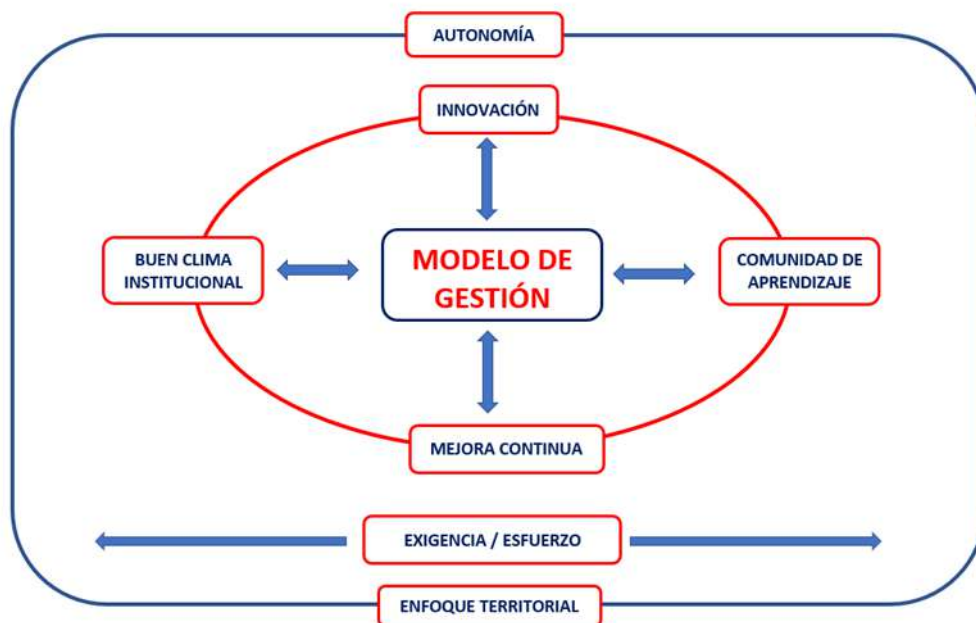 AUTONOMÍA
INNOVACIÓN
BUEN CLIMA
INSTITUCIONAL
MODELO DE
GESTIÓN
COMUNIDAD DE
APRENDIZAJE
MEJORA CONTINUA
EXIGENCIA / ESFUERZO
ENFOQUE TERRITORIAL